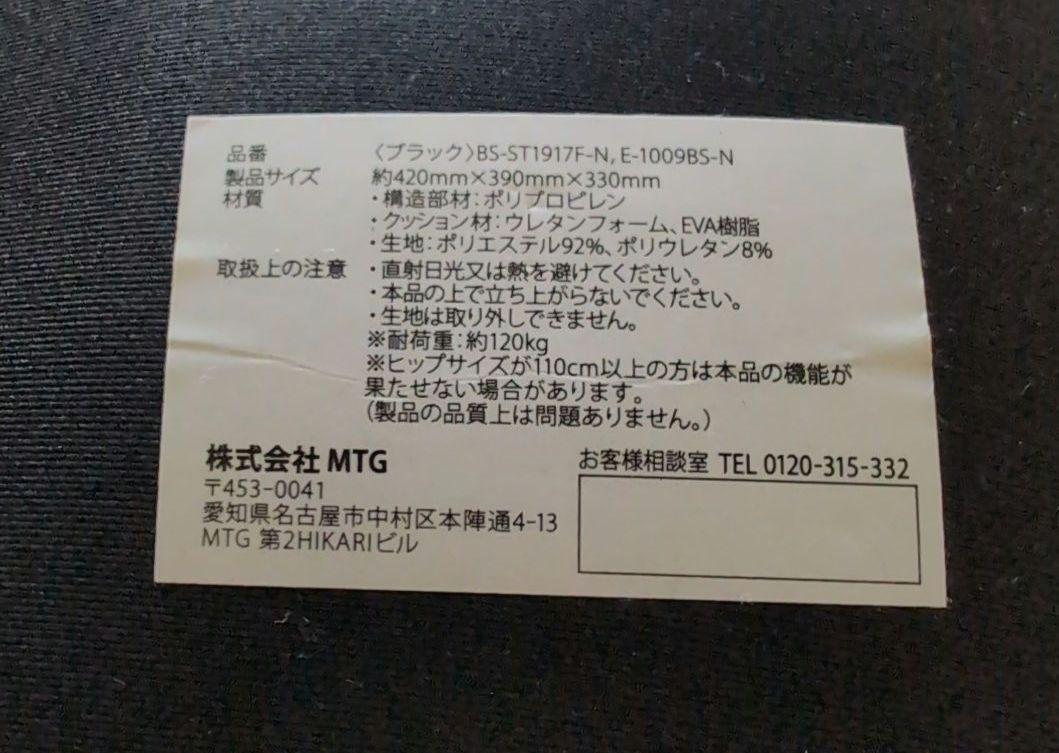 品番 〈ブラック〉BS-ST1917F-N, E-1009BS-N
製品サイズ 約420mm×390mm×330mm
材質 ・構造部材：ポリプロピレン
・クッション材：ウレタンフォーム、EVA樹脂
・生地：ポリエステル92%、ポリウレタン8%
取扱上の注意 ・直射日光又は熱を避けてください。
・本品の上で立ち上がらないでください。
・生地は取り外しできません。
※耐荷重：約120kg
※ヒップサイズが110cm以上の方は本品の機能が
果たせない場合があります。
（製品の品質上は問題ありません。）
株式会社 MTG
〒453-0041
愛知県名古屋市中村区本陣通4-13
MTG 第2HIKARIビル
お客様相談室 TEL 0120-315-332